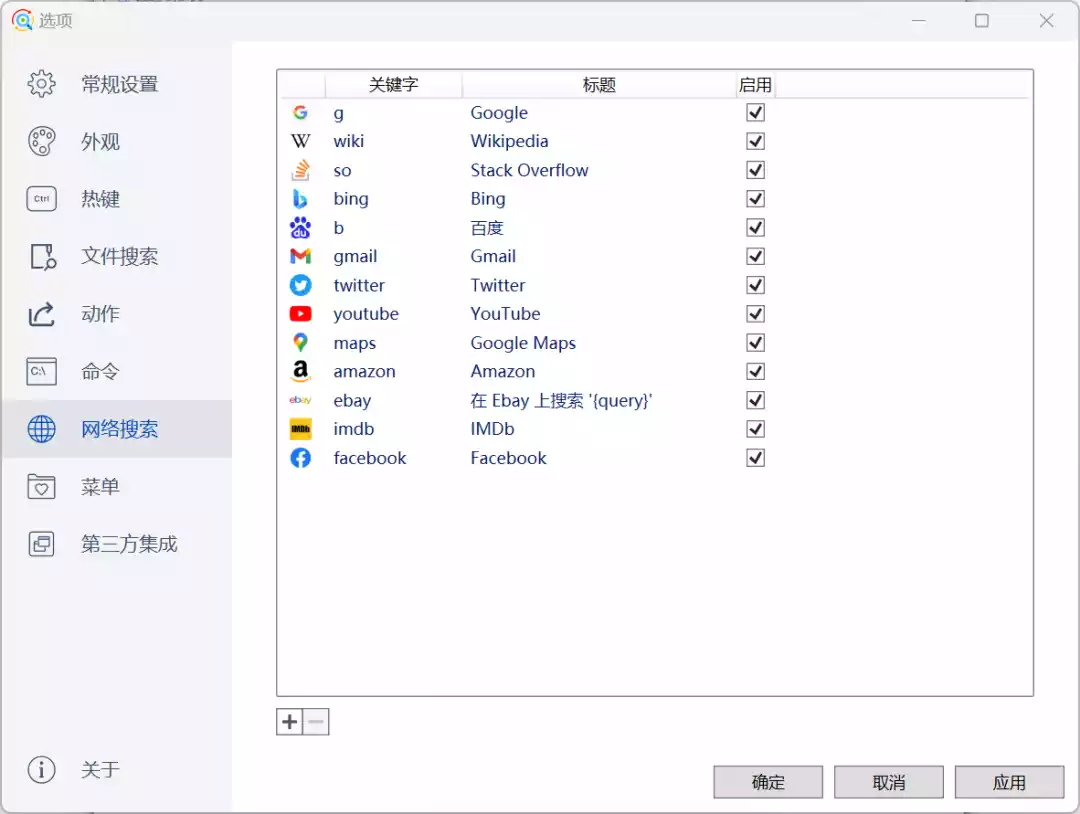 选项
常规设置
外观
Ctrl
热键
文件搜索
动作
C:\
命令
网络搜索
菜单
第三方集成
关于
关键字 标题 启用
g Google
W wiki Wikipedia
so Stack Overflow
bing Bing
du b 百度
gmail Gmail
twitter Twitter
youtube YouTube
maps Google Maps
a amazon Amazon
ebay ebay 在 Ebay 上搜索 '{query}'
IMDb imdb IMDb
facebook Facebook
确定 取消 应用